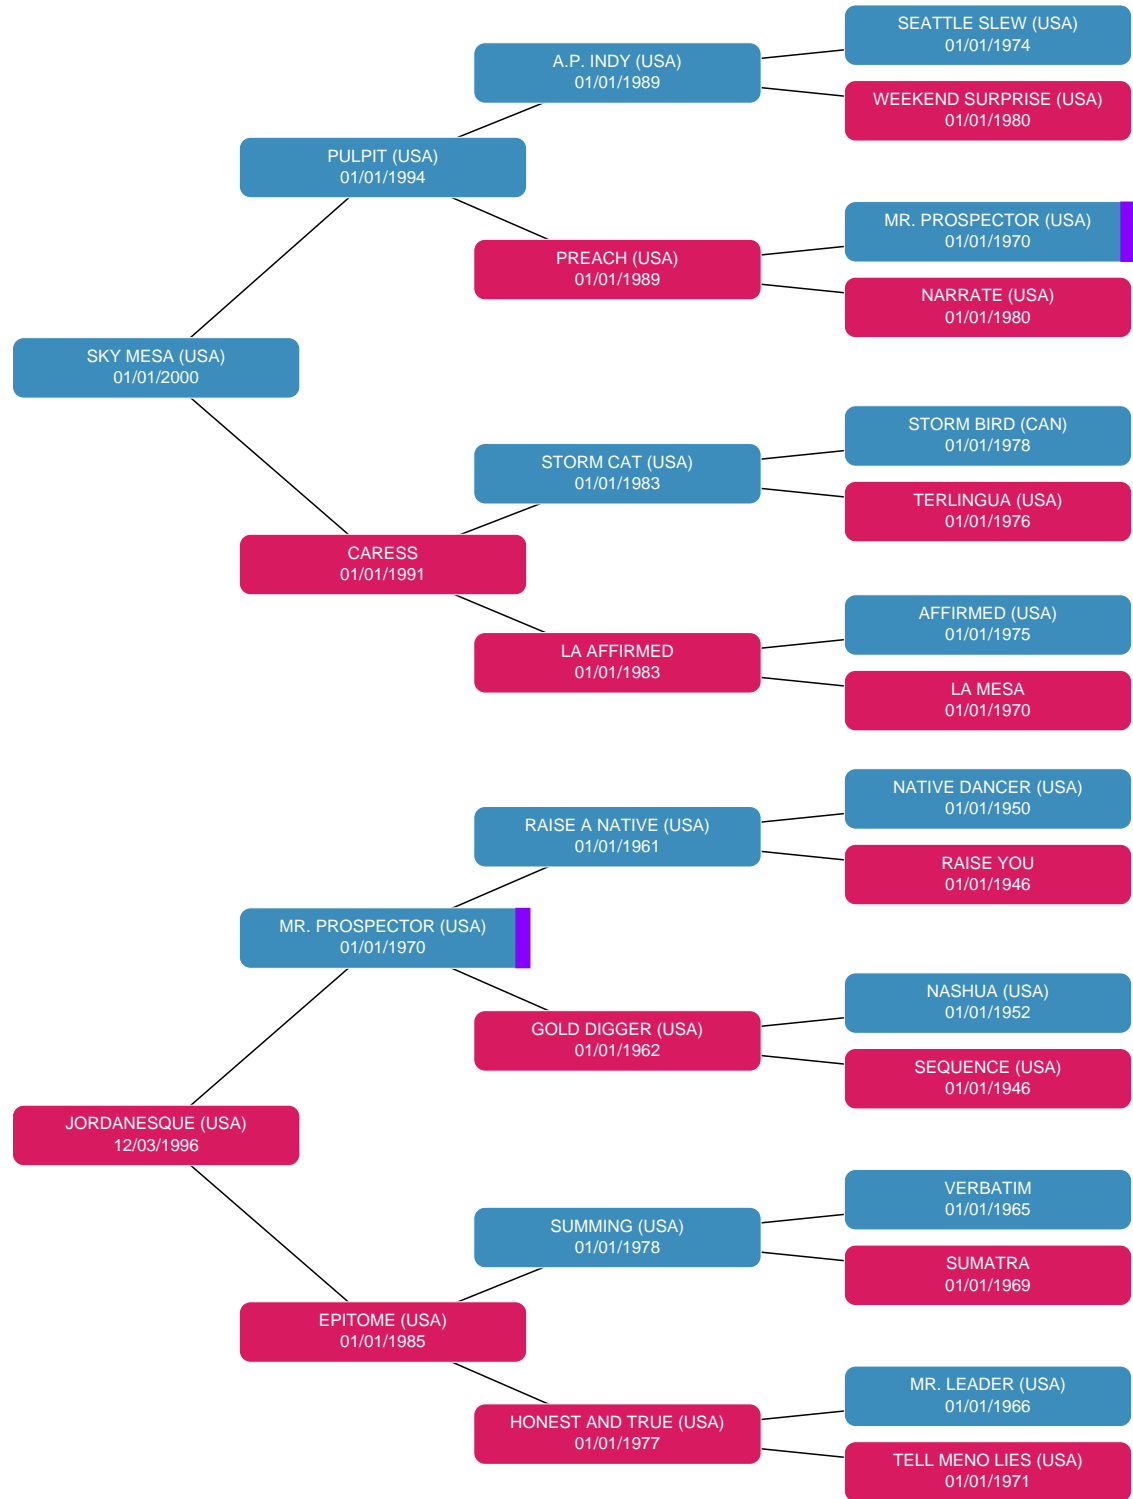 SEATTLE SLEW (USA)
01/01/1974
A.P. INDY (USA)
01/01/1989
WEEKEND SURPRISE (USA)
01/01/1980
PULPIT (USA)
01/01/1994
MR. PROSPECTOR (USA)
01/01/1970
PREACH (USA)
01/01/1989
NARRATE (USA)
01/01/1980
SKY MESA (USA)
01/01/2000
STORM BIRD (CAN)
01/01/1978
STORM CAT (USA)
01/01/1983
TERLINGUA (USA)
01/01/1976
CARESS
01/01/1991
AFFIRMED (USA)
01/01/1975
LA AFFIRMED
01/01/1983
LA MESA
01/01/1970
NATIVE DANCER (USA)
01/01/1950
RAISE A NATIVE (USA)
01/01/1961
RAISE YOU
01/01/1946
MR. PROSPECTOR (USA)
01/01/1970
NASHUA (USA)
01/01/1952
GOLD DIGGER (USA)
01/01/1962
SEQUENCE (USA)
01/01/1946
JORDANESQUE (USA)
12/03/1996
VERBATIM
01/01/1965
SUMMING (USA)
01/01/1978
SUMATRA
01/01/1969
EPITOME (USA)
01/01/1985
MR. LEADER (USA)
01/01/1966
HONEST AND TRUE (USA)
01/01/1977
TELL MENO LIES (USA)
01/01/1971